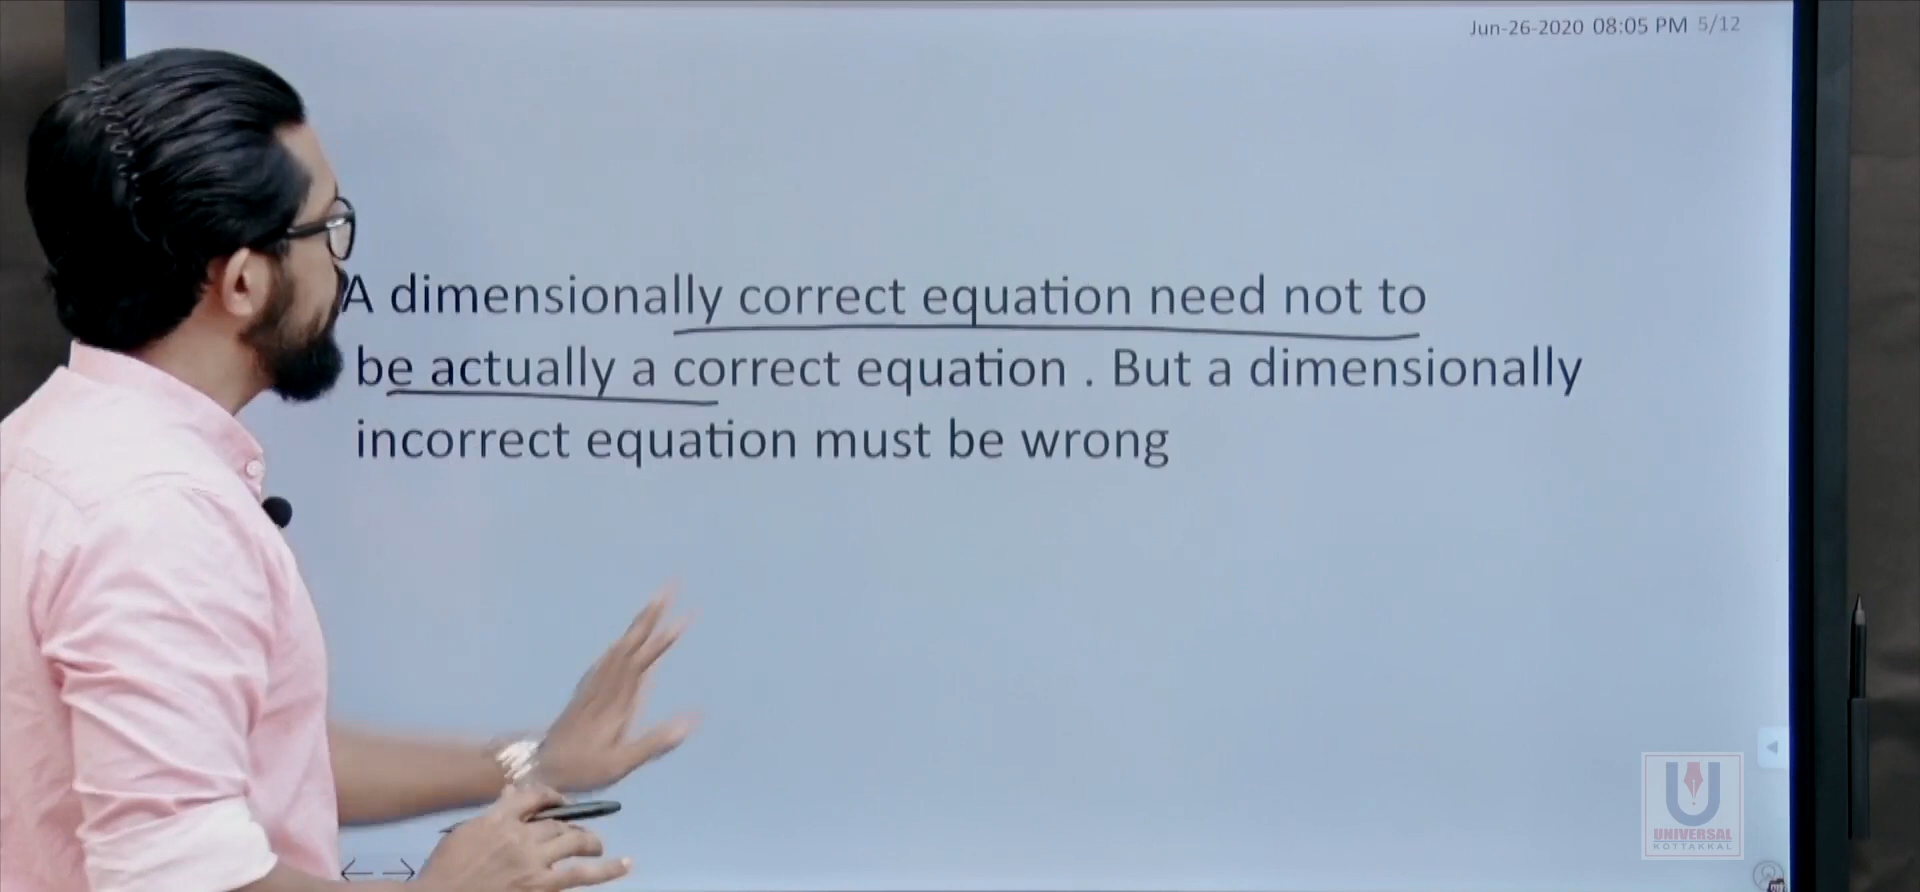 Jun-26-2020 08:05 PM 5/12
A dimensionally correct equation need not to
be actually a correct equation . But a dimensionally
incorrect equation must be wrong
U
UNIVERSAL
KOTTAKKAL